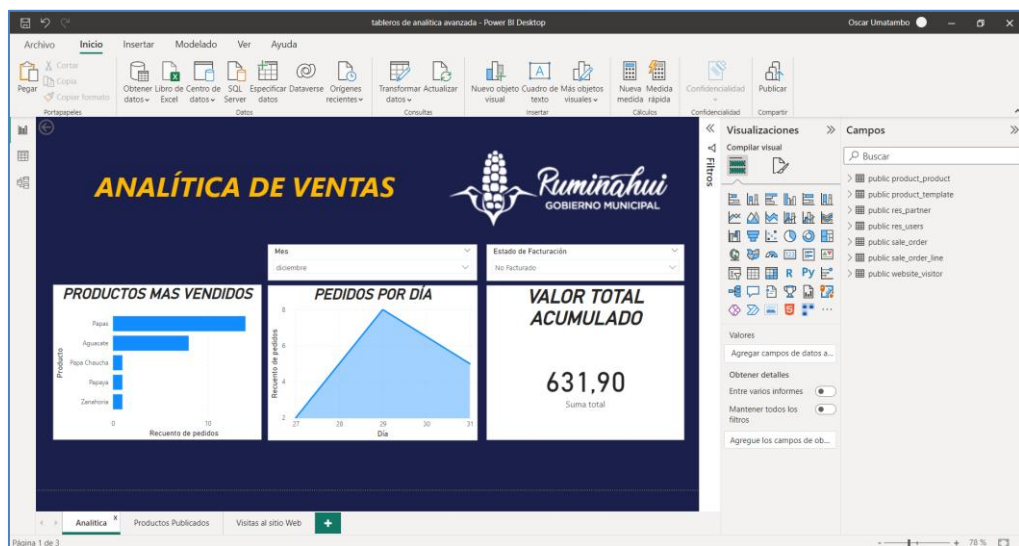 tableros de analítica avanzada - Power BI Desktop
Oscar Umatambo
Archivo Inicio Insertar Modelado Ver Ayuda
Pegar
Cortar
Copia
Copiar formato
Portapapeles
Obtener datos
Libro de Excel
Centro de datos
SQL Server
Especificar datos
Dataverse
Orígenes recientes
Datos
Transformar datos
Actualizar
Consultas
Nuevo objeto visual
Cuadro de texto
Más objetos visuales
Insertar
Nueva medida
Medida rápida
Cálculos
Confidencialidad
Confidencialidad
Publicar
Compartir
ANALÍTICA DE VENTAS
Rumiñahui
GOBIERNO MUNICIPAL
Mes
diciembre
Estado de Facturación
No Facturado
PRODUCTOS MAS VENDIDOS
Producto
Papas
Aguacate
Papa Chaucha
Papaya
Zanahoria
0 10
Recuento de pedidos
PEDIDOS POR DÍA
Recuento de pedidos
8
6
4
2
27 28 29 30 31
Día
VALOR TOTAL
ACUMULADO
631,90
Suma total
Filtros
Visualizaciones
Compilar visual
R Py
Valores
Agregar campos de datos a...
Obtener detalles
Entre varios informes
Mantener todos los
filtros
Agregue los campos de ob...
Campos
Buscar
public product_product
public product_template
public res_partner
public res_users
public sale_order
public sale_order_line
public website_visitor
Analítica
Productos Publicados
Visitas al sitio Web
Página 1 de 3
78 %